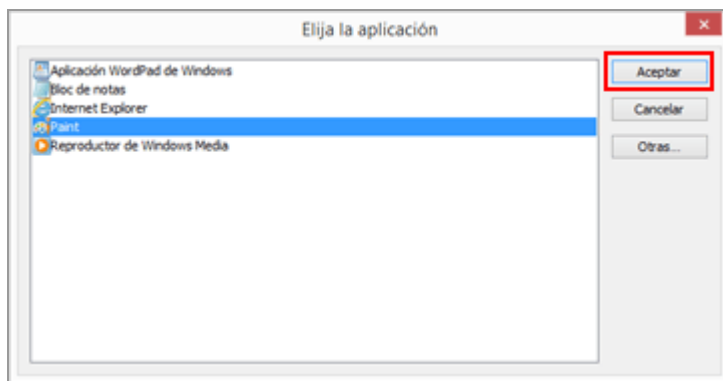 Elija la aplicación
Aplicación WordPad de Windows
Bloc de notas
Internet Explorer
Paint
Reproductor de Windows Media
Aceptar
Cancelar
Otras...